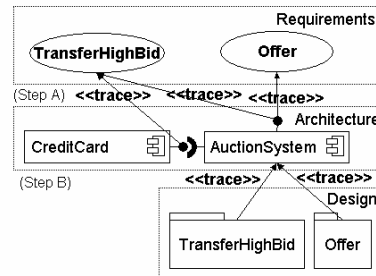 Requirements
TransferHighBid
Offer
<<trace>> <<trace>> <<trace>>
(Step A)
Architecture
CreditCard
AuctionSystem
(Step B)
<<trace>> <<trace>>
Design
TransferHighBid
Offer